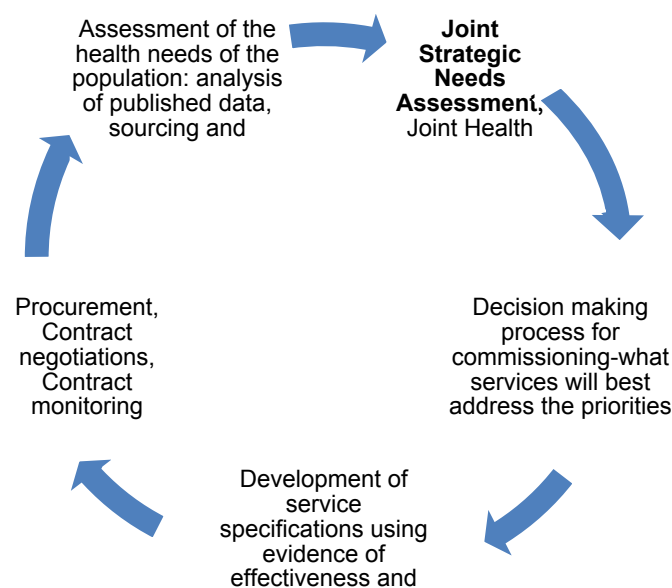 Assessment of the
health needs of the
population: analysis
of published data,
sourcing and
Joint
Strategic
Needs
Assessment,
Joint Health
Decision making
process for
commissioning-what
services will best
address the priorities
Development of
service
specifications using
evidence of
effectiveness and
Procurement,
Contract
negotiations,
Contract
monitoring